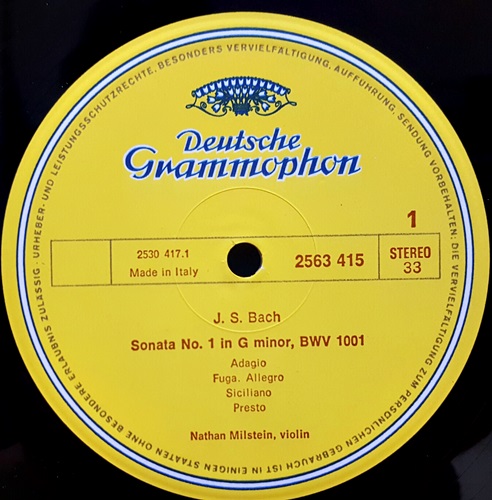 URHEBER- UND LEISTUNGSSCHUTZRECHTE, BESONDERS VERVIELFÄLTIGUNG, AUFFÜHRUNG, SENDUNG VORBEHALTEN; DIE VERVIELFÄLTIGUNG ZUM PERSÖNLICHEN GEBRAUCH IST IN EINIGEN STAATEN OHNE BESONDERE ERLAUBNIS ZULÄSSIG ·
Deutsche
Grammophon
1
2530 417.1
Made in Italy
2563 415
STEREO
33
J. S. Bach
Sonata No. 1 in G minor, BWV 1001
Adagio
Fuga. Allegro
Siciliano
Presto
Nathan Milstein, violin